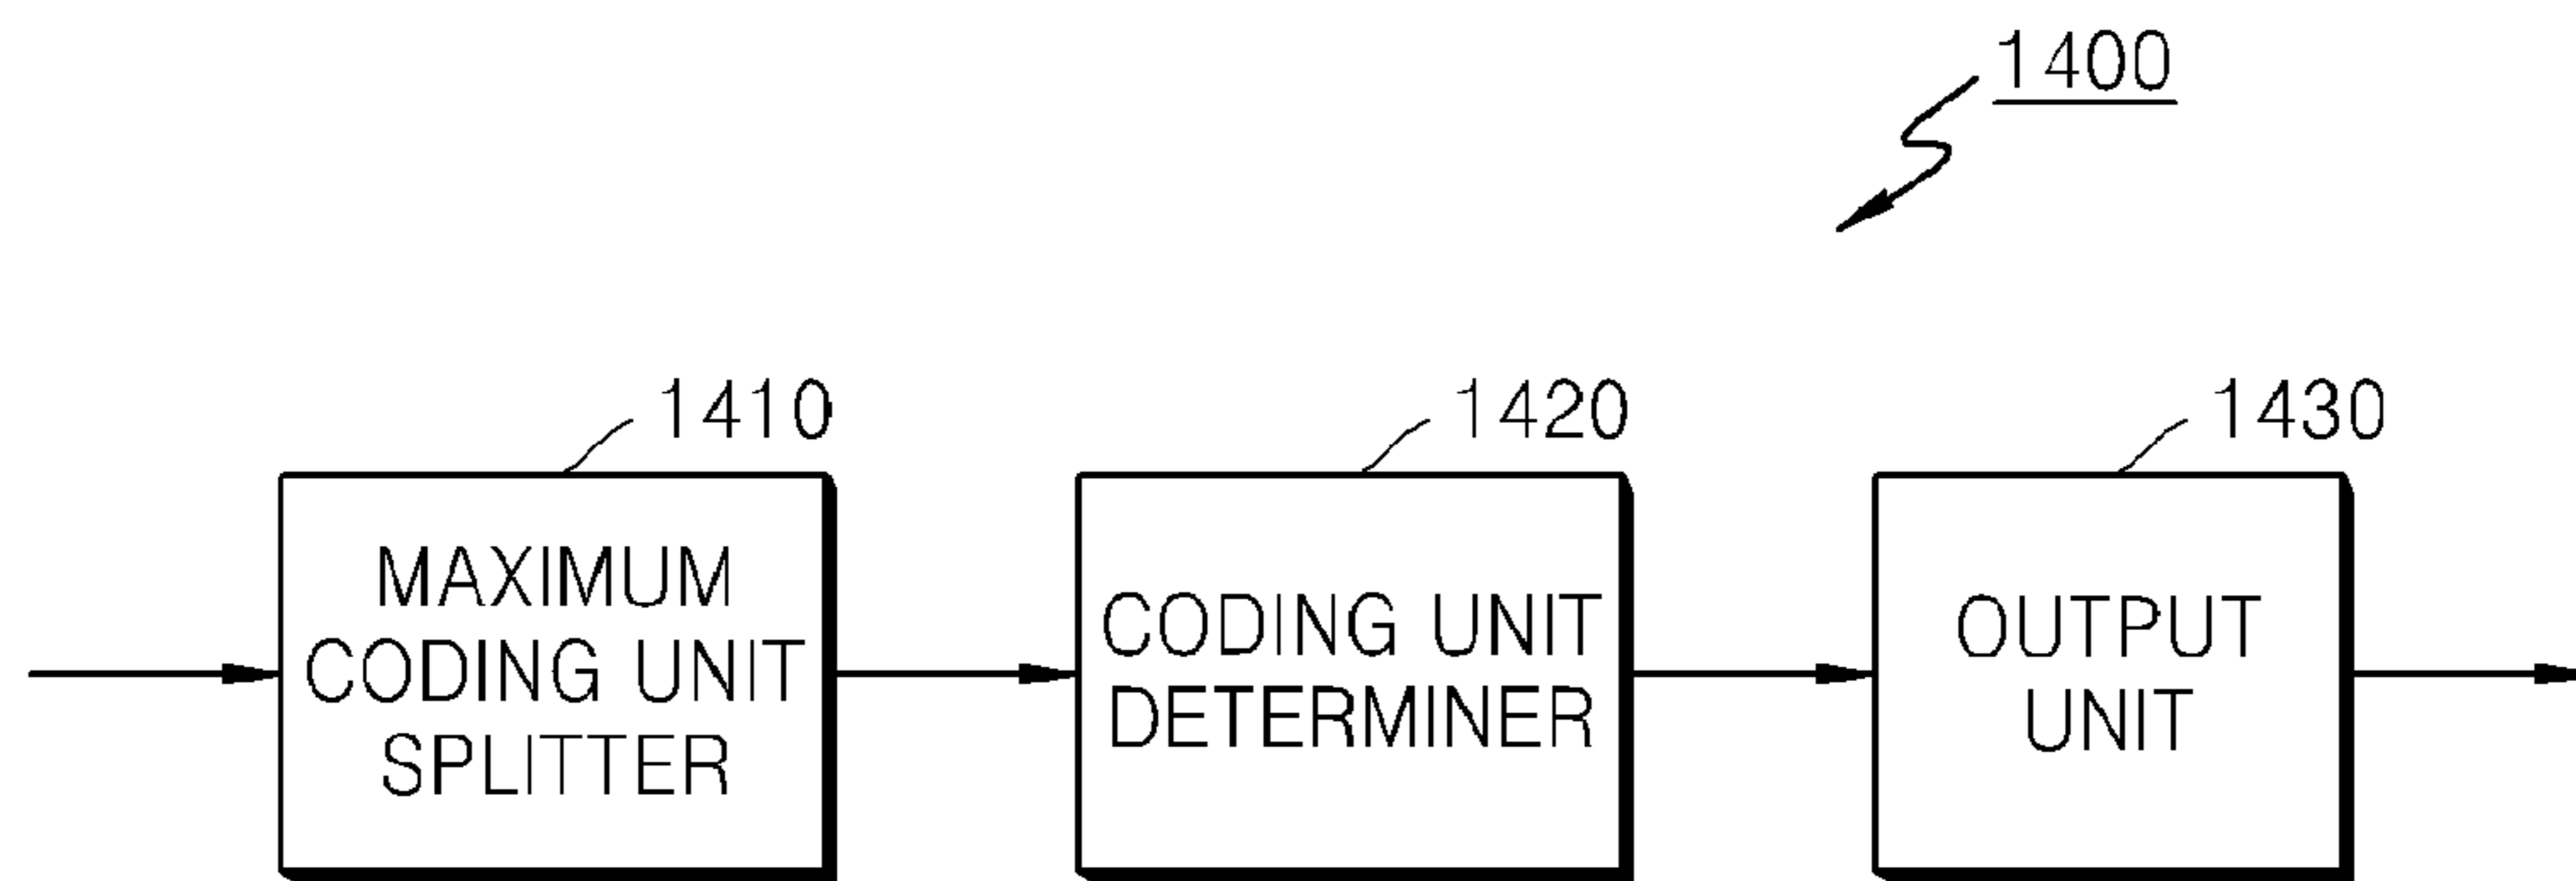 1400
1410
1420
1430
MAXIMUM
CODING UNIT
SPLITTER
CODING UNIT
DETERMINER
OUTPUT
UNIT